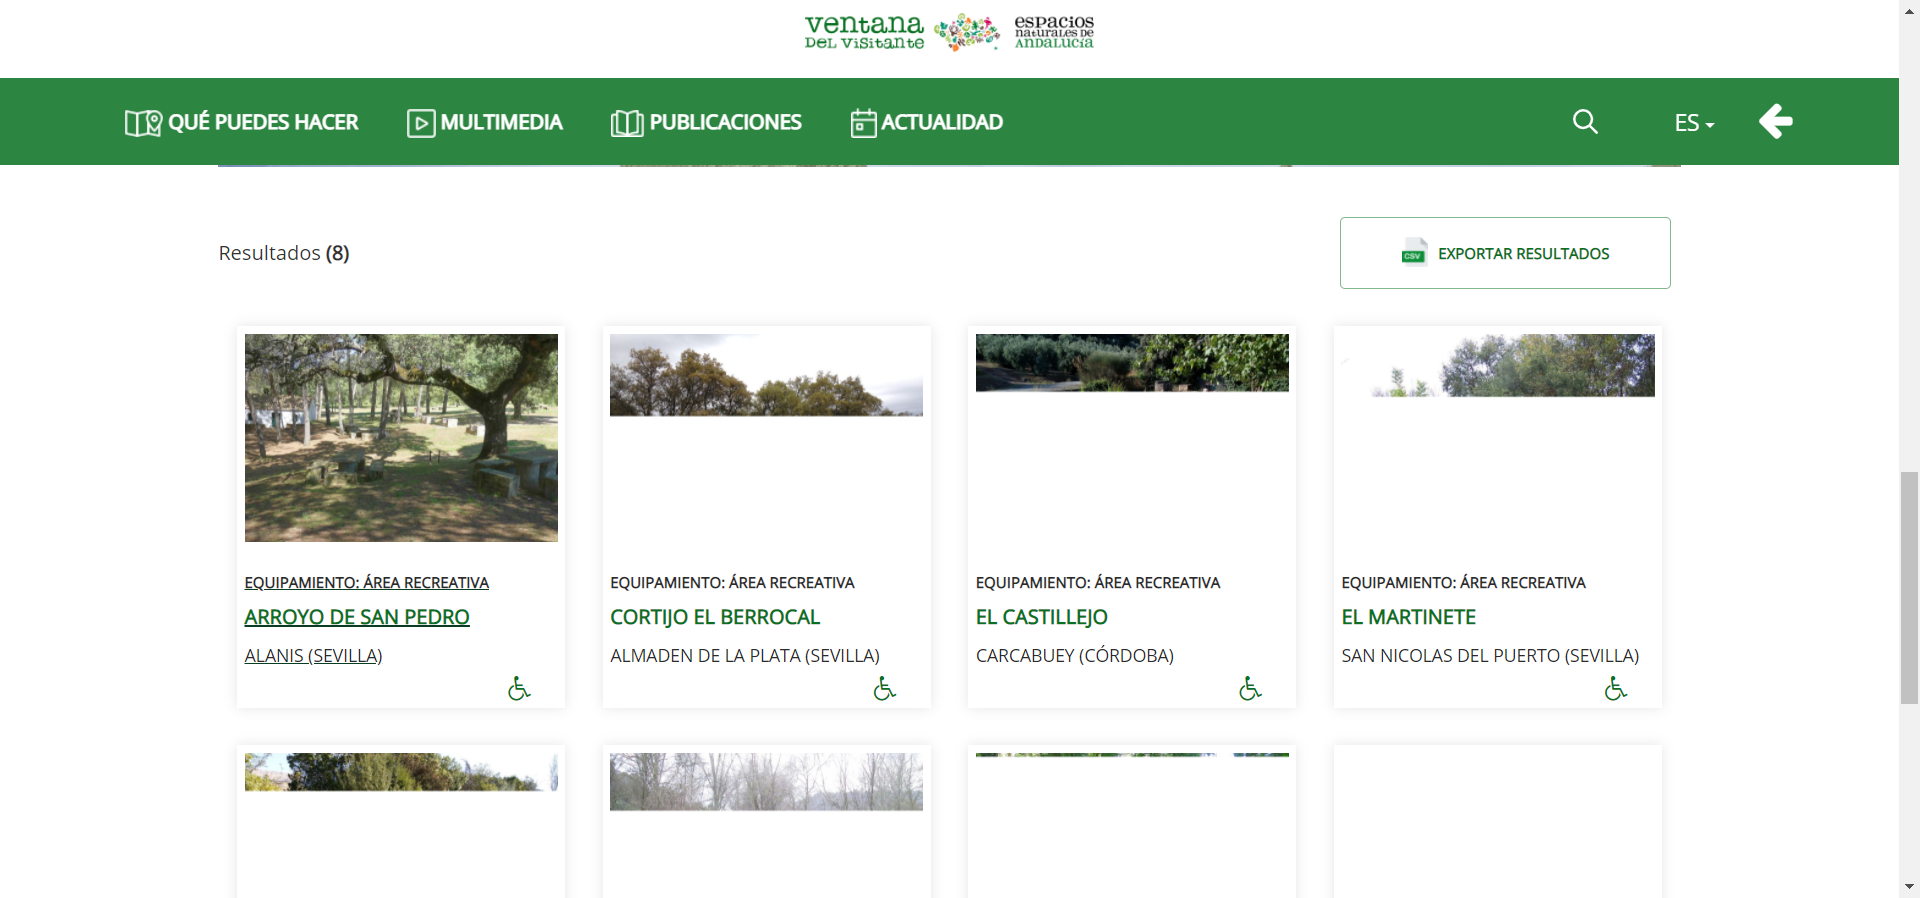 ventana
DEL VISITANTE
espacios
naturales de
ANDALUCÍA
QUÉ PUEDES HACER
MULTIMEDIA
PUBLICACIONES
ACTUALIDAD
ES
Resultados (8)
CSV
EXPORTAR RESULTADOS
EQUIPAMIENTO: ÁREA RECREATIVA
ARROYO DE SAN PEDRO
ALANIS (SEVILLA)
EQUIPAMIENTO: ÁREA RECREATIVA
CORTIJO EL BERROCAL
ALMADEN DE LA PLATA (SEVILLA)
EQUIPAMIENTO: ÁREA RECREATIVA
EL CASTILLEJO
CARCABUEY (CÓRDOBA)
EQUIPAMIENTO: ÁREA RECREATIVA
EL MARTINETE
SAN NICOLAS DEL PUERTO (SEVILLA)